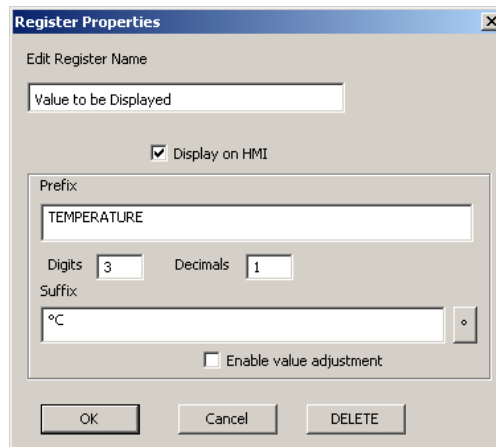 Register Properties
Edit Register Name
Value to be Displayed
Display on HMI
Prefix
TEMPERATURE
Digits 3 Decimals 1
Suffix
°C
°
Enable value adjustment
OK Cancel DELETE